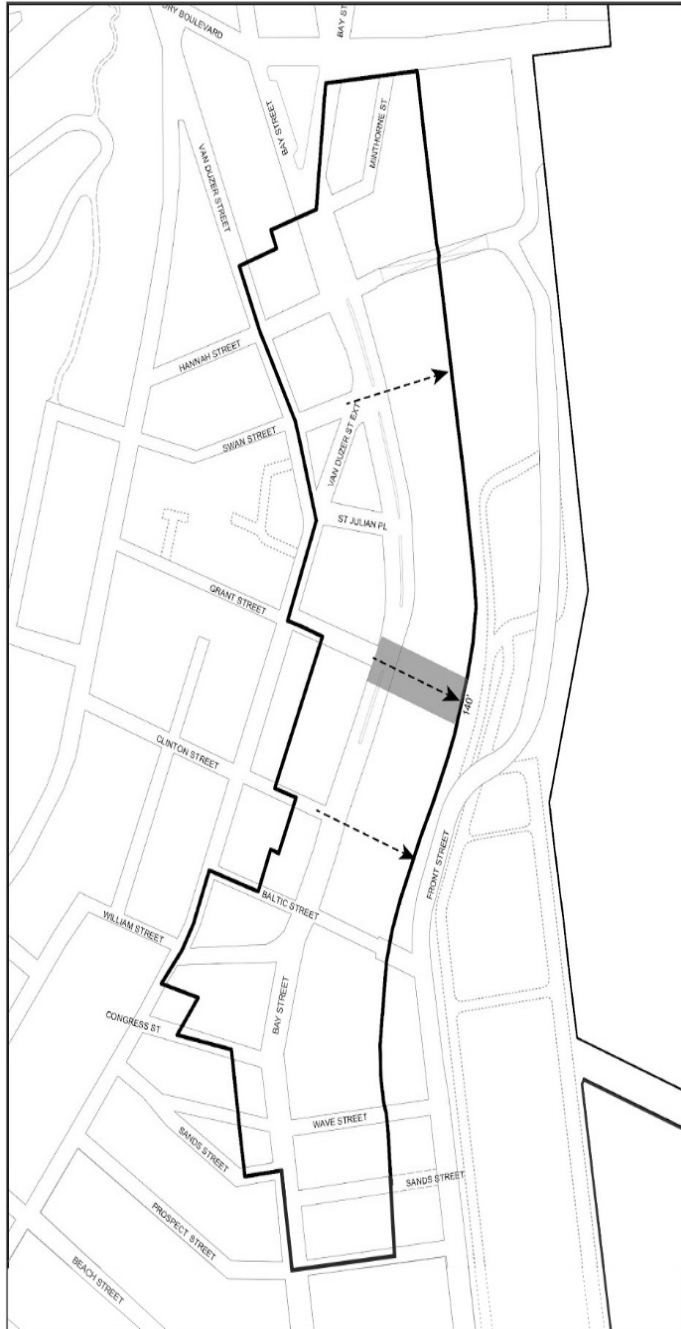 BAY ST
BAY STREET
MINTHORNE ST
VAN DUZER STREET
HANNAH STREET
SWAN STREET
VAN DUZER ST EXT
ST JULIAN PL
GRANT STREET
140'
CLINTON STREET
FRONT STREET
BALTIC STREET
WILLIAM STREET
BAY STREET
CONGRESS ST
WAVE STREET
SANDS STREET
SANDS STREET
PROSPECT STREET
BEACH STREET